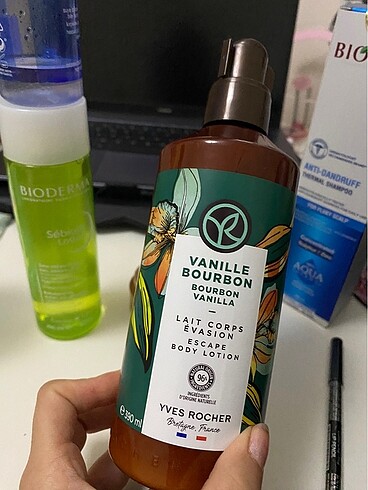 VANILLE
BOURBON
BOURBON
VANILLA
LAIT CORPS
ÉVASION
ESCAPE
BODY LOTION
96%
INGRÉDIENTS
D'ORIGINE NATURELLE
YVES ROCHER
Bretagne, France
℮390 ml
BIODERMA
Sébium
BIO
ANTI-DANDRUFF
THERMAL SHAMPOO
AQUA